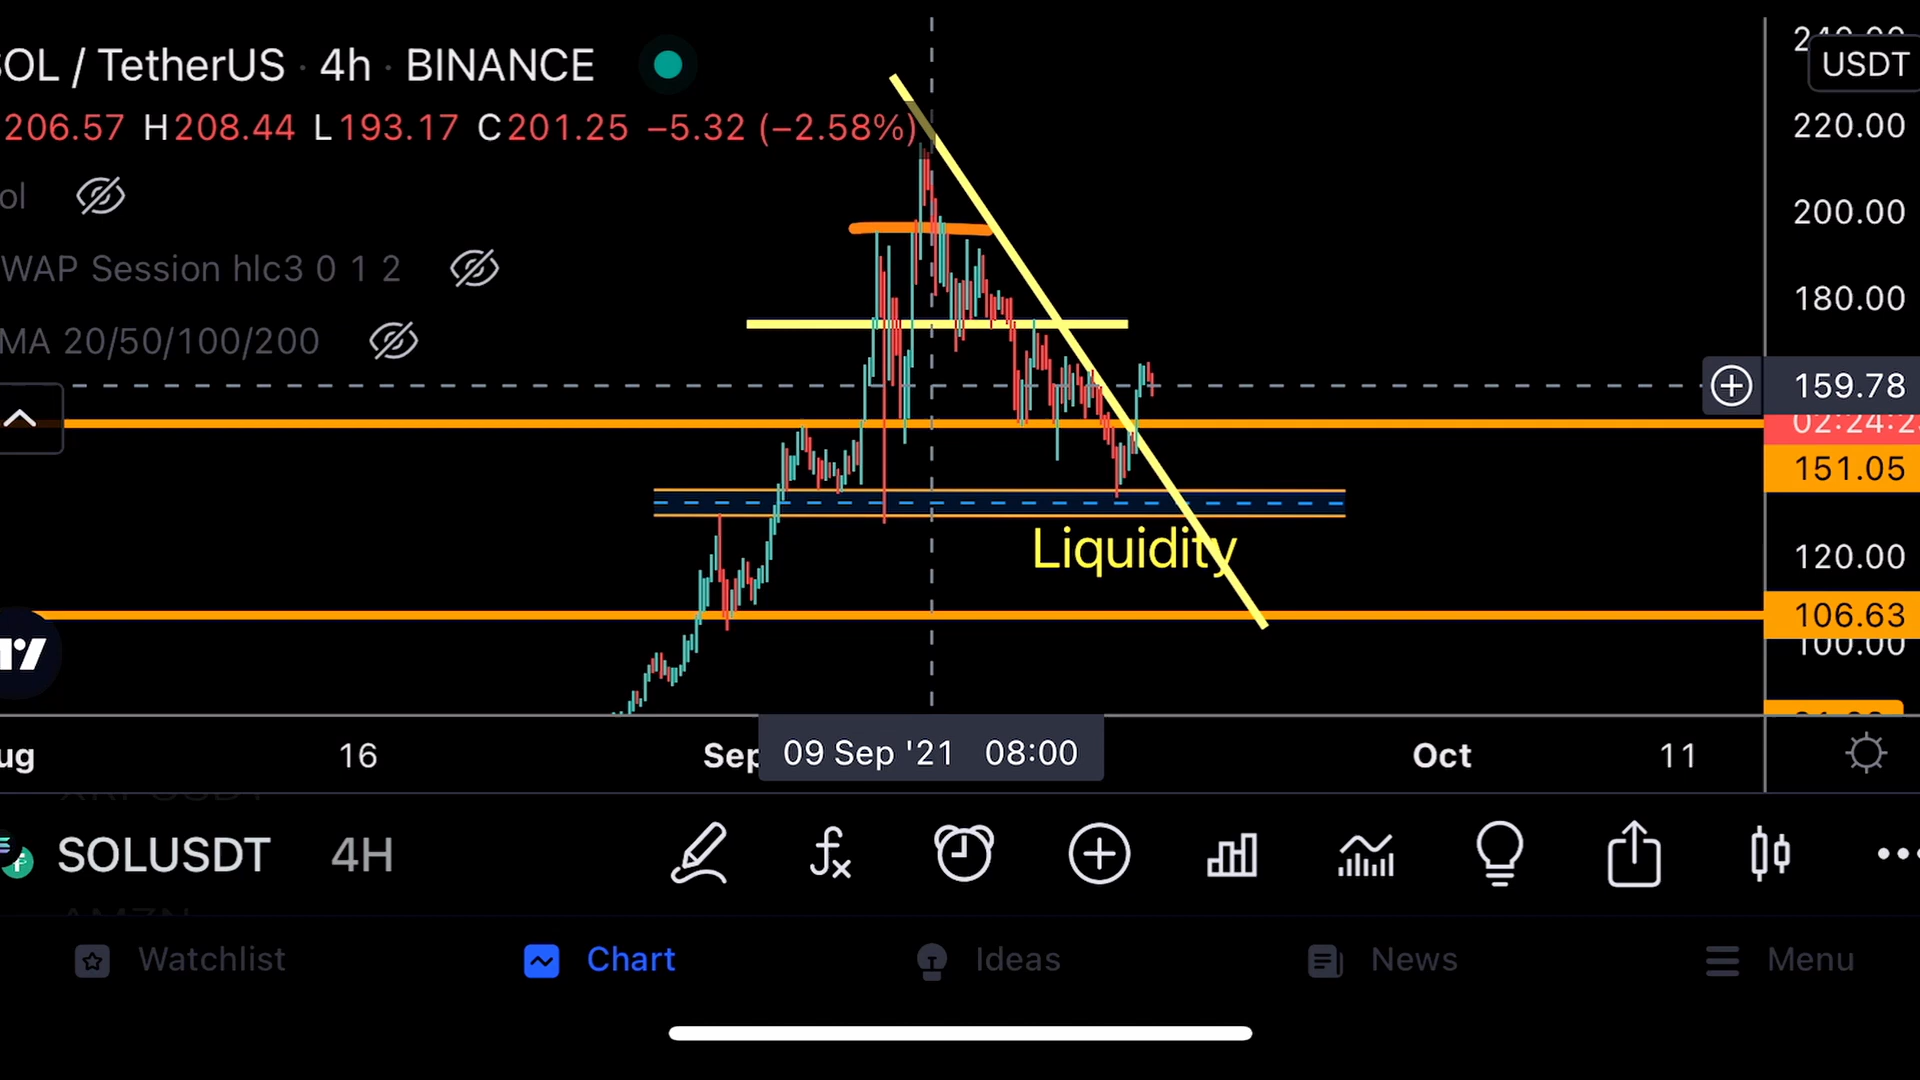 SOL / TetherUS · 4h · BINANCE
206.57 H208.44 L193.17 C201.25 −5.32 (−2.58%)
ol
WAP Session hlc3 0 1 2
MA 20/50/100/200
USDT
220.00
200.00
180.00
159.78
151.05
120.00
106.63
100.00
Liquidity
ug 16 Sep 09 Sep '21 08:00 Oct 11
SOLUSDT 4H
Watchlist Chart Ideas News Menu